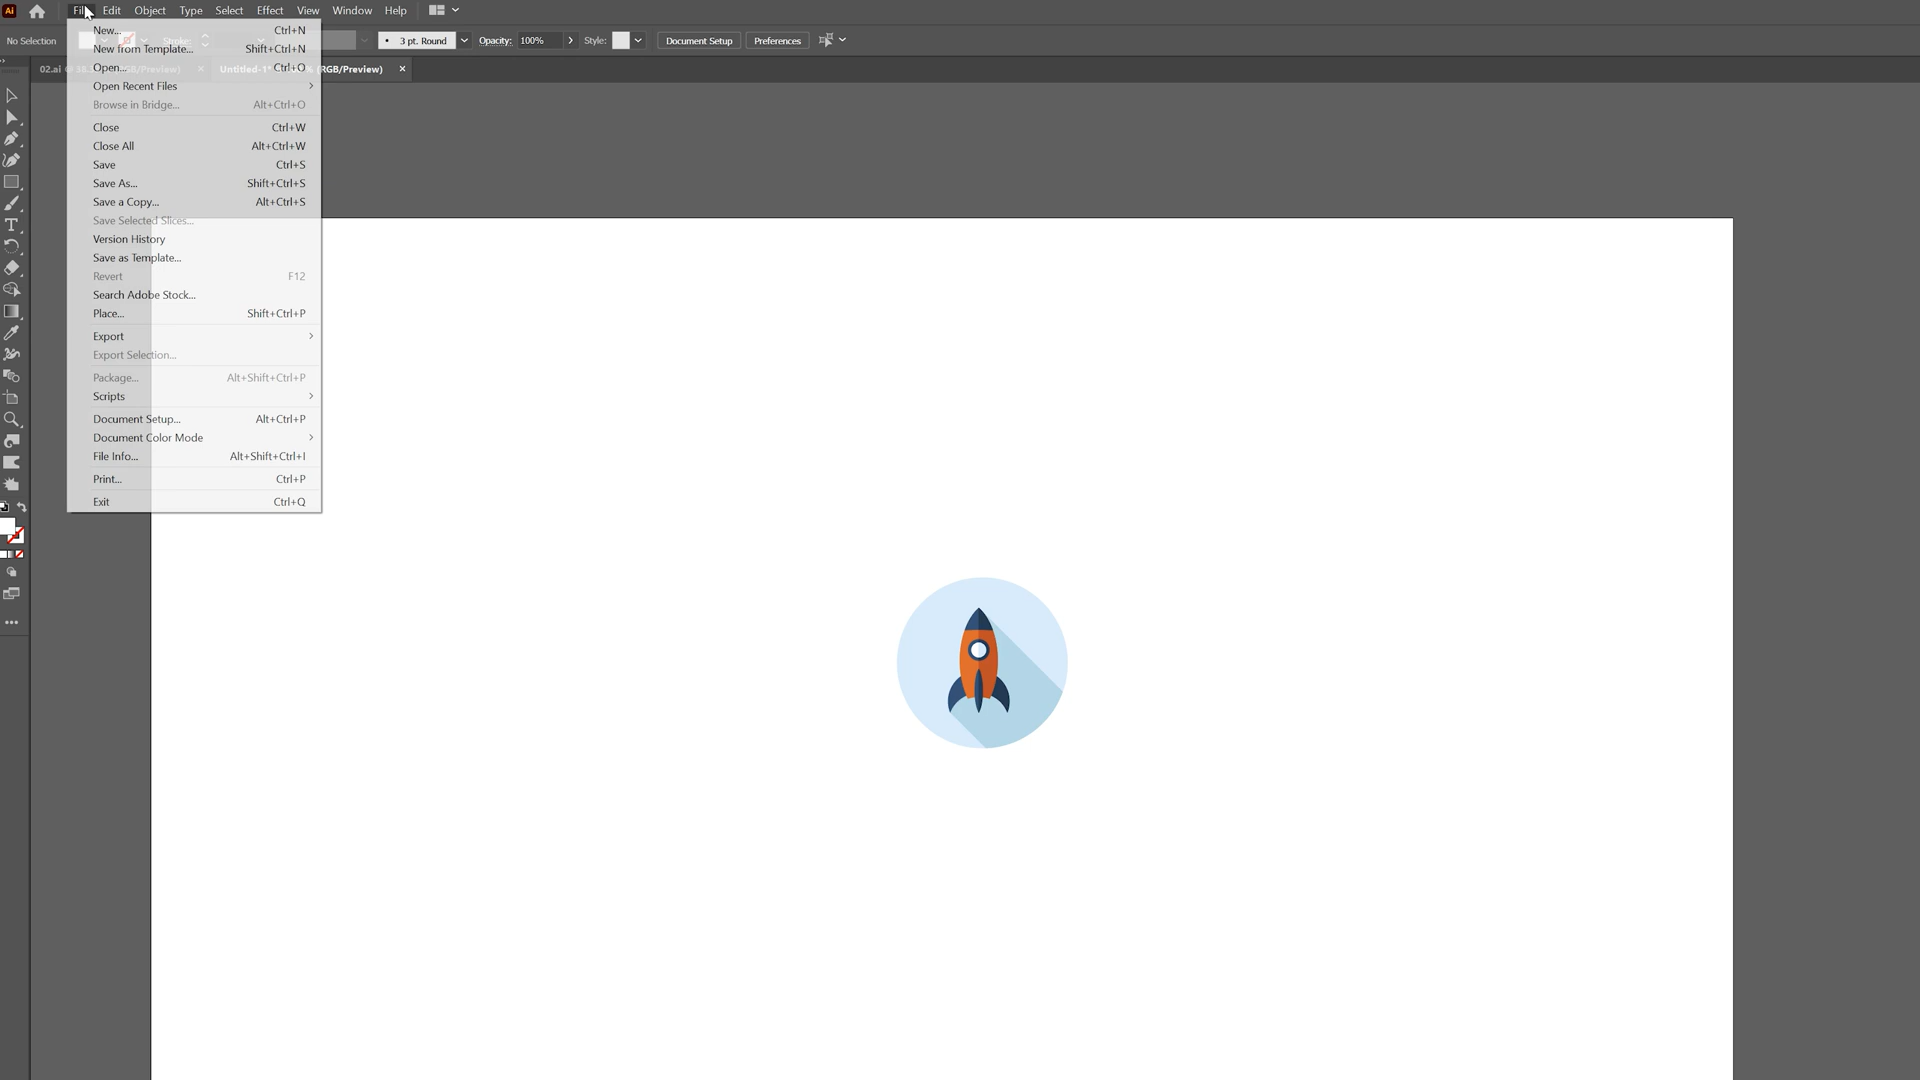 Ai
File Edit Object Type Select Effect View Window Help
No Selection
Stroke:
3 pt. Round
Opacity: 100%
Style:
Document Setup
Preferences
02.ai @
RGB/Preview)
Untitled-1*
(RGB/Preview)
New... Ctrl+N
New from Template... Shift+Ctrl+N
Open... Ctrl+O
Open Recent Files
Browse in Bridge... Alt+Ctrl+O
Close Ctrl+W
Close All Alt+Ctrl+W
Save Ctrl+S
Save As... Shift+Ctrl+S
Save a Copy... Alt+Ctrl+S
Save Selected Slices...
Version History
Save as Template...
Revert F12
Search Adobe Stock...
Place... Shift+Ctrl+P
Export
Export Selection...
Package... Alt+Shift+Ctrl+P
Scripts
Document Setup... Alt+Ctrl+P
Document Color Mode
File Info... Alt+Shift+Ctrl+I
Print... Ctrl+P
Exit Ctrl+Q